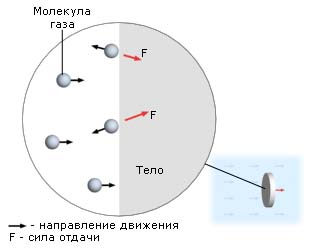 Молекула
газа
F
F
Тело
- направление движения
F - сила отдачи